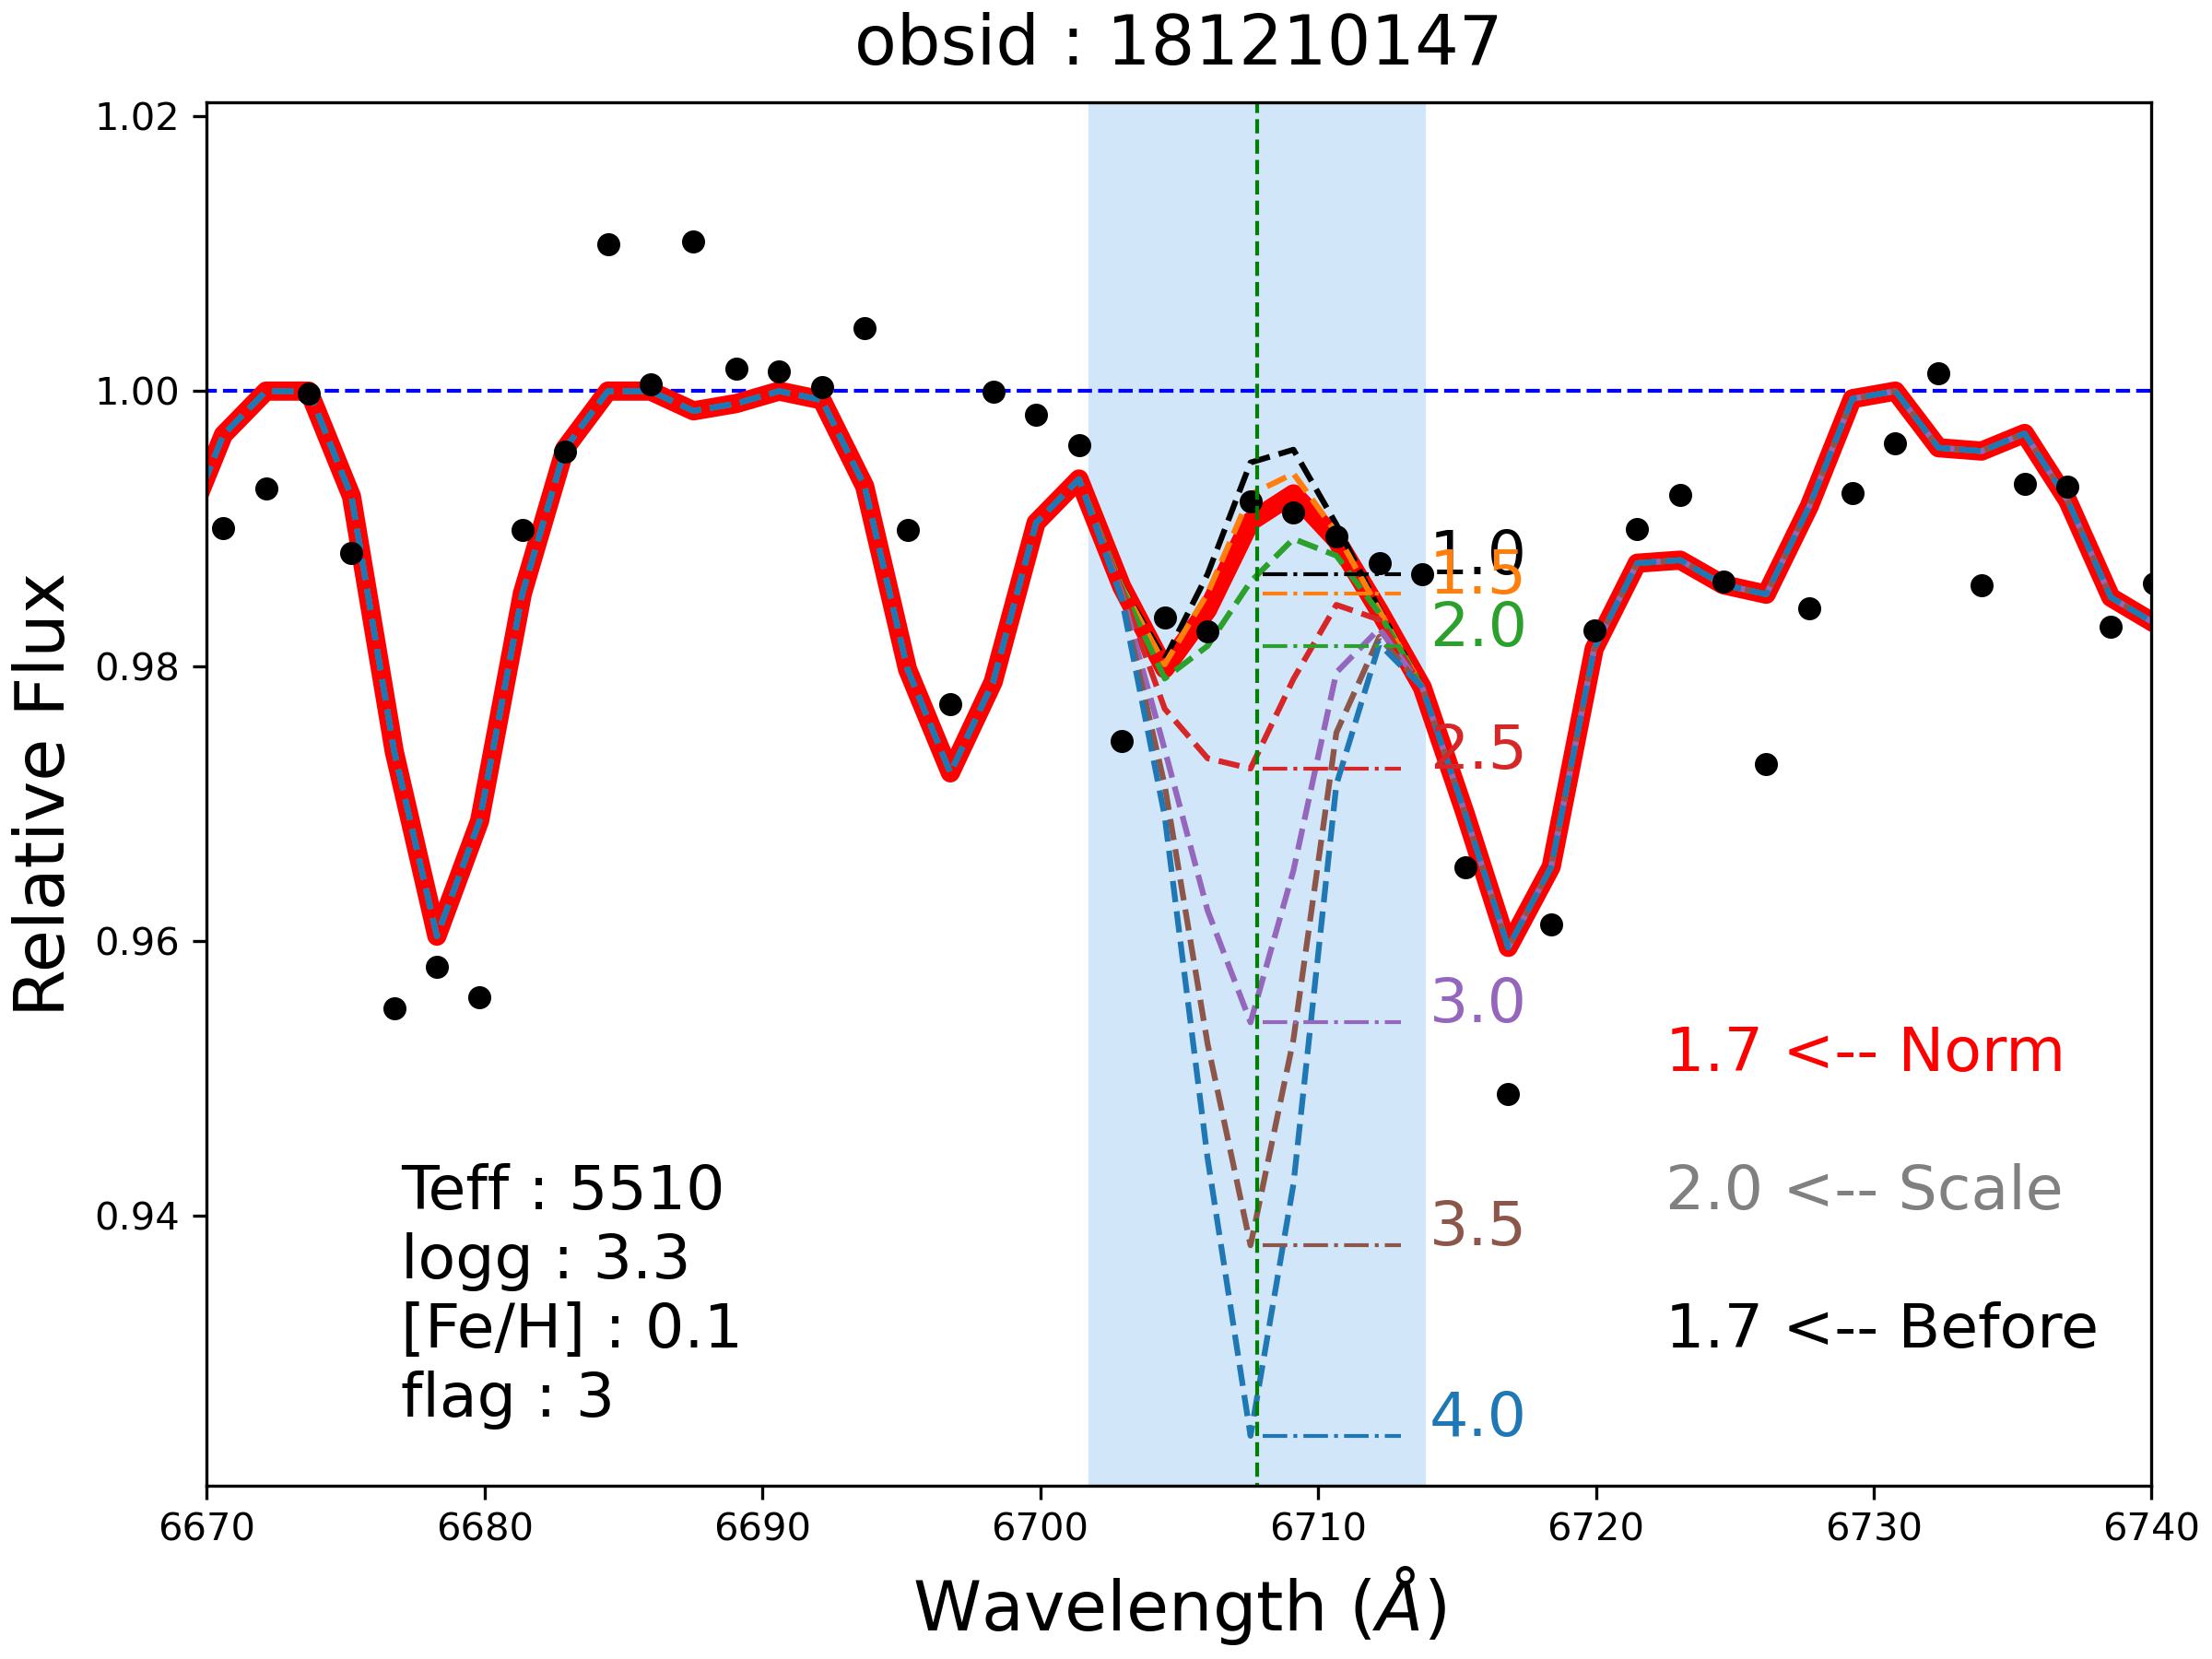 obsid : 181210147
1.02
1.00
0.98
0.96
0.94
Relative Flux
1.0
1.5
2.0
2.5
3.0
3.5
4.0
1.7 <-- Norm
2.0 <-- Scale
1.7 <-- Before
Teff : 5510
logg : 3.3
[Fe/H] : 0.1
flag : 3
6670 6680 6690 6700 6710 6720 6730 6740
Wavelength (Å)